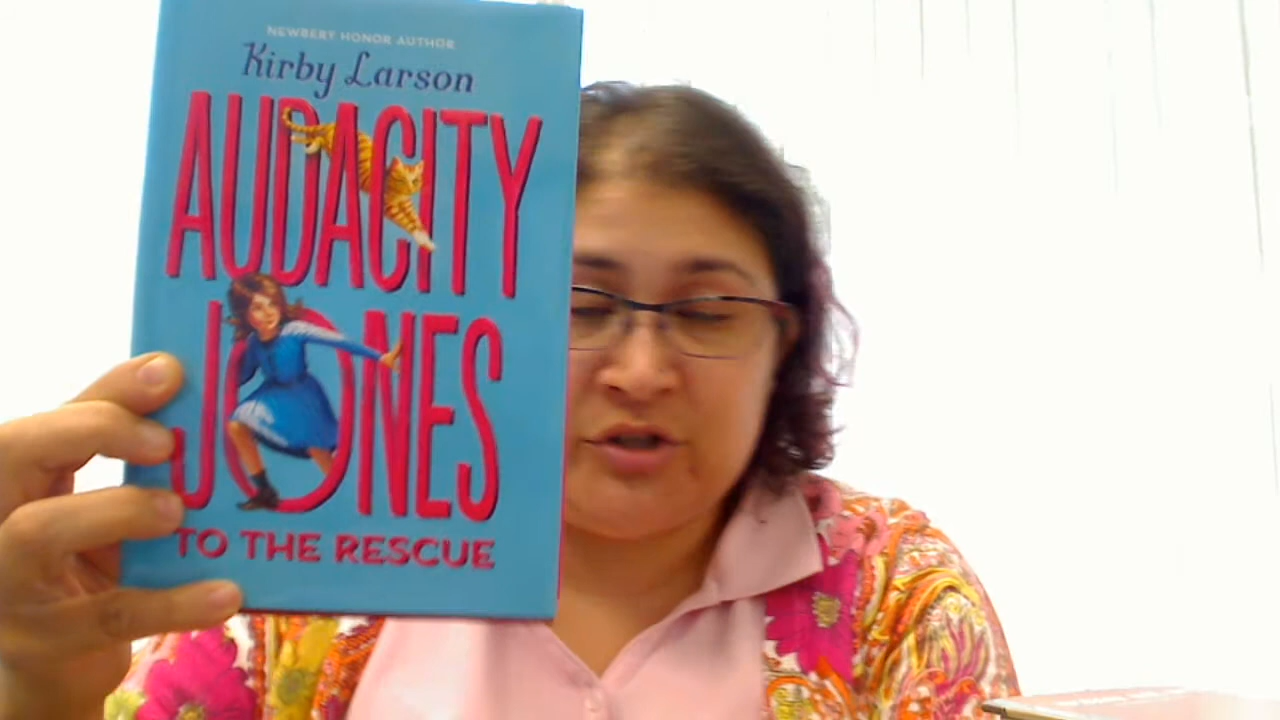 NEWBERY HONOR AUTHOR
Kirby Larson
AUDACITY
JONES
TO THE RESCUE